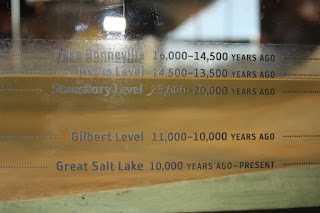 Lake Bonneville 16,000–14,500 YEARS AGO
Provo Level 14,500–13,500 YEARS AGO
Stansbury Level 25,000–20,000 YEARS AGO
Gilbert Level 11,000–10,000 YEARS AGO
Great Salt Lake 10,000 YEARS AGO–PRESENT